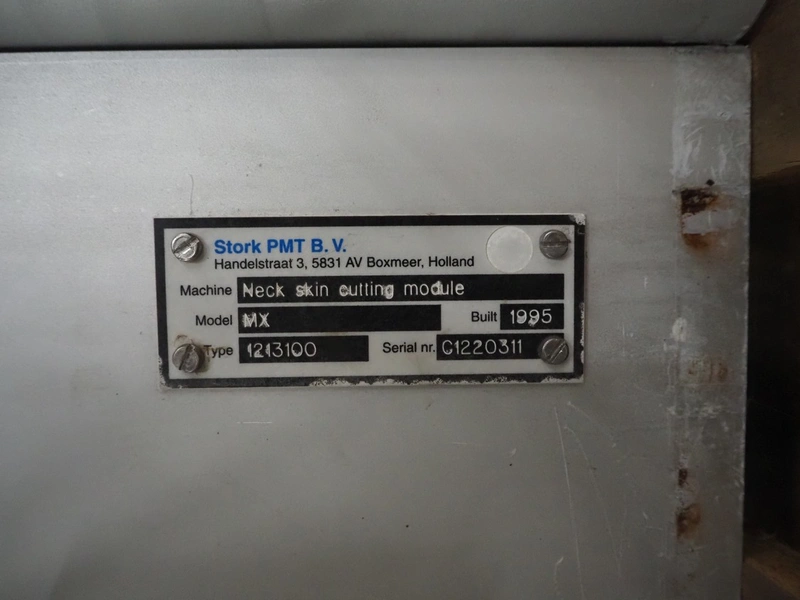 Stork PMT B.V.
Handelstraat 3, 5831 AV Boxmeer, Holland
Machine Neck skin cutting module
Model MX Built 1995
Type 1213100 Serial nr. C1220311